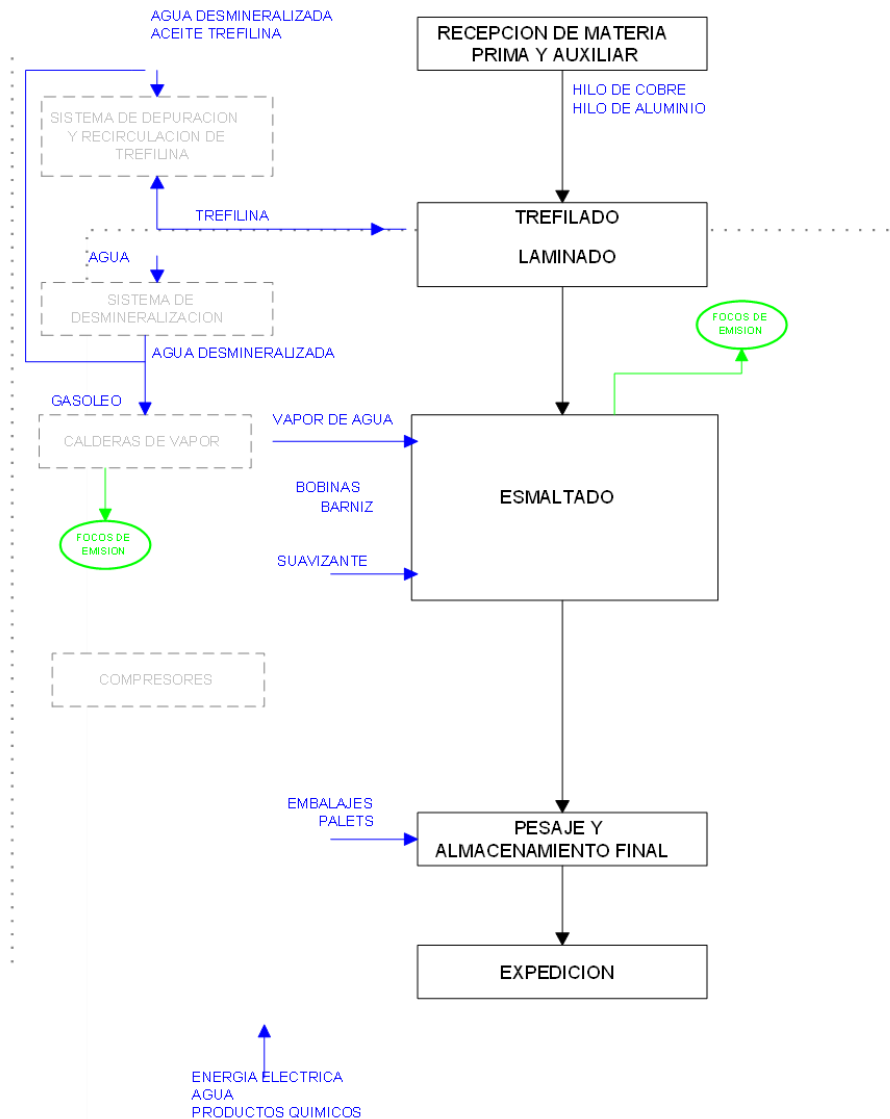 AGUA DESMINERALIZADA
ACEITE TREFILINA
RECEPCION DE MATERIA
PRIMA Y AUXILIAR
HILO DE COBRE
HILO DE ALUMINIO
SISTEMA DE DEPURACION
Y RECIRCULACION DE
TREFILINA
TREFILINA
TREFILADO
LAMINADO
AGUA
SISTEMA DE
DESMINERALIZACION
FOCOS DE
EMISION
AGUA DESMINERALIZADA
GASOLEO
CALDERAS DE VAPOR
VAPOR DE AGUA
BOBINAS
BARNIZ
ESMALTADO
FOCOS DE
EMISION
SUAVIZANTE
COMPRESORES
EMBALAJES
PALETS
PESAJE Y
ALMACENAMIENTO FINAL
EXPEDICION
ENERGIA ELECTRICA
AGUA
PRODUCTOS QUIMICOS